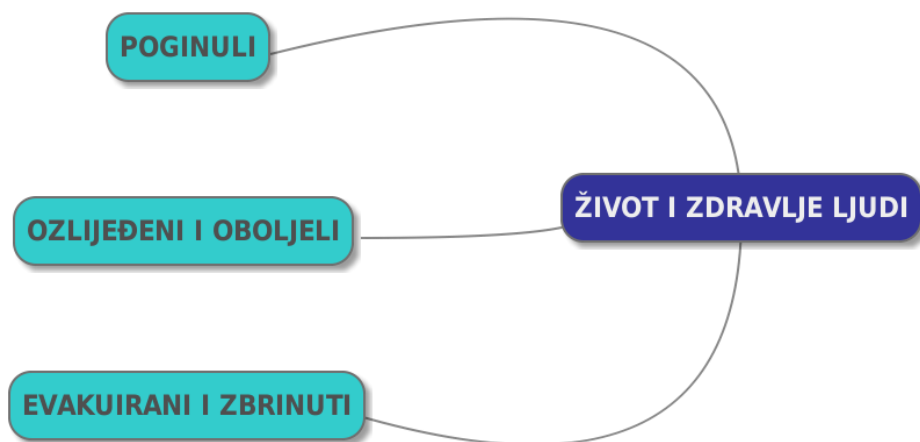 POGINULI
ŽIVOT I ZDRAVLJE LJUDI
OZLIJEĐENI I OBOLJELI
EVAKUIRANI I ZBRINUTI